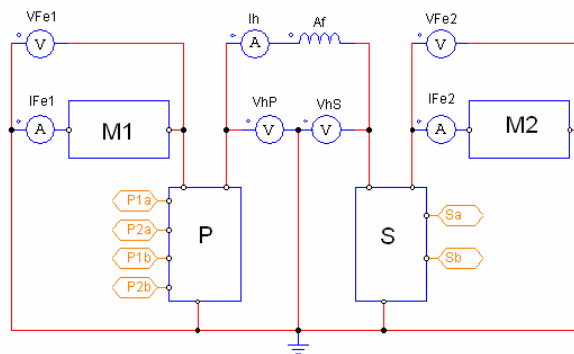 VFe1 Ih Af VFe2
V A V
IFe1 VhP VhS IFe2
A M1 V V A M2
P1a
P2a P S Sa
P1b Sb
P2b